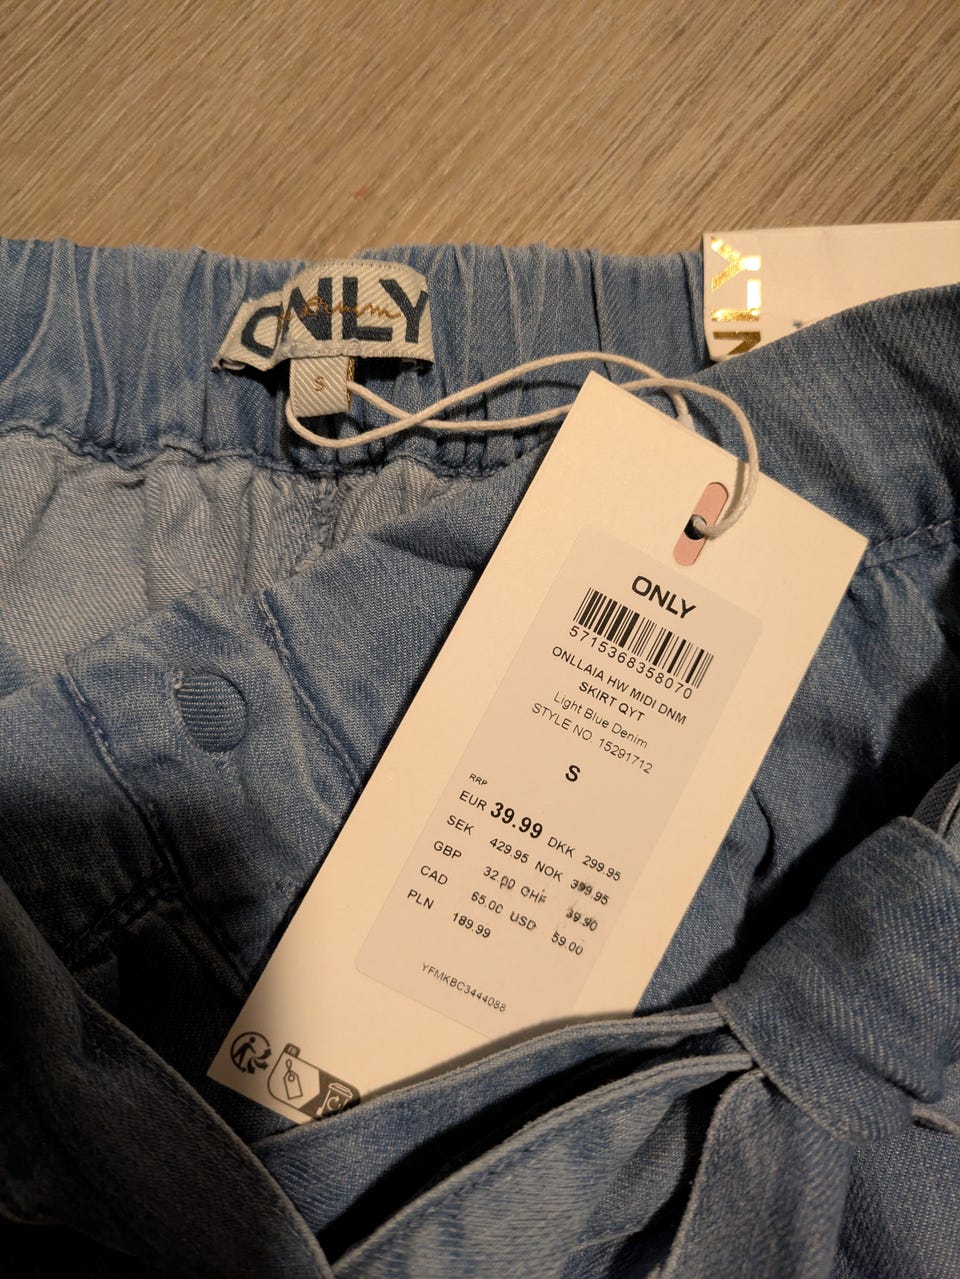 ONLY
denim
S
NLY
ONLY
5715368358070
ONLLAIA HW MIDI DNM
SKIRT QYT
Light Blue Denim
STYLE NO. 15291712
S
RRP
EUR 39.99 DKK 299.95
SEK 429.95 NOK 399.95
GBP 32.00 CHF 39.90
CAD 65.00 USD 59.00
PLN 189.99
YFMKBC3444088